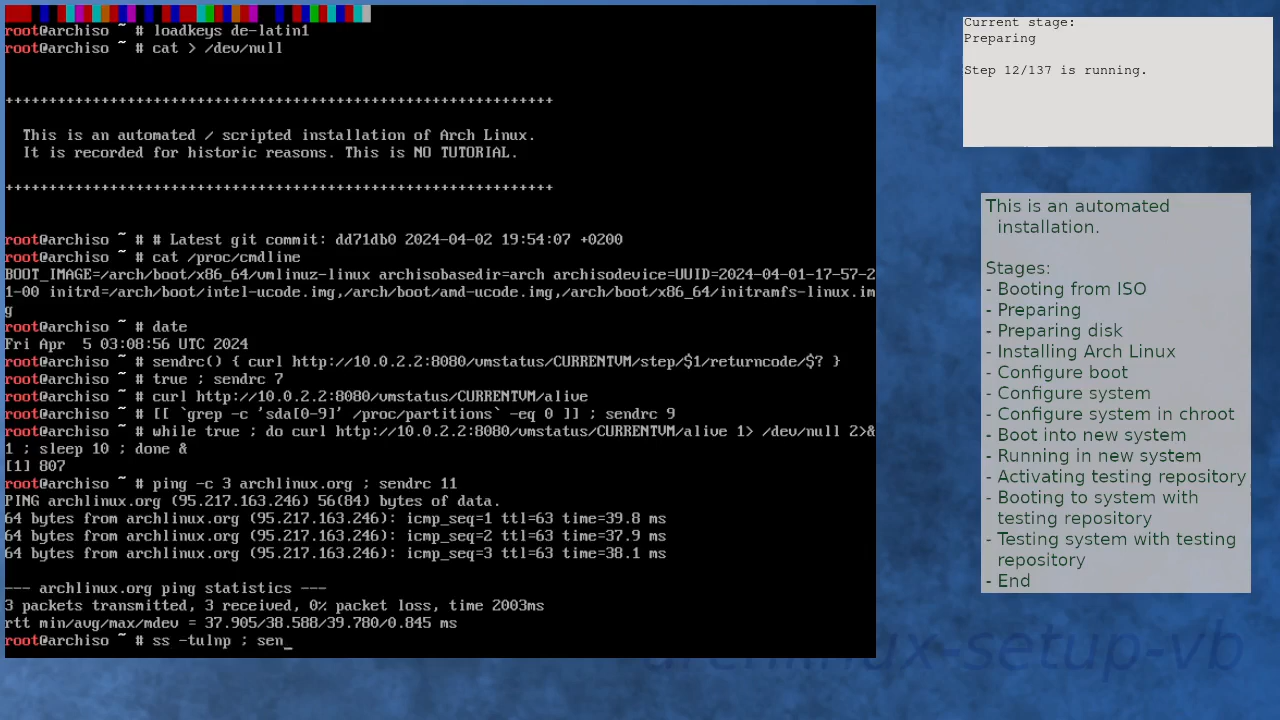 root@archiso ~ # loadkeys de-latin1
root@archiso ~ # cat > /dev/null
+++++++++++++++++++++++++++++++++++++++++++++++++++++++++++++++
This is an automated / scripted installation of Arch Linux.
It is recorded for historic reasons. This is NO TUTORIAL.
+++++++++++++++++++++++++++++++++++++++++++++++++++++++++++++++
root@archiso ~ # # Latest git commit: dd71db0 2024-04-02 19:54:07 +0200
root@archiso ~ # cat /proc/cmdline
BOOT_IMAGE=/arch/boot/x86_64/vmlinuz-linux archisobasedir=arch archisodevice=UUID=2024-04-01-17-57-2
1-00 initrd=/arch/boot/intel-ucode.img,/arch/boot/amd-ucode.img,/arch/boot/x86_64/initramfs-linux.im
g
root@archiso ~ # date
Fri Apr  5 03:08:56 UTC 2024
root@archiso ~ # sendrc() { curl http://10.0.2.2:8080/vmstatus/CURRENTVM/step/$1/returncode/$? }
root@archiso ~ # true ; sendrc 7
root@archiso ~ # curl http://10.0.2.2:8080/vmstatus/CURRENTVM/alive
root@archiso ~ # [[ `grep -c 'sda[0-9]' /proc/partitions` -eq 0 ]] ; sendrc 9
root@archiso ~ # while true ; do curl http://10.0.2.2:8080/vmstatus/CURRENTVM/alive 1> /dev/null 2>&
1 ; sleep 10 ; done &
[1] 807
root@archiso ~ # ping -c 3 archlinux.org ; sendrc 11
PING archlinux.org (95.217.163.246) 56(84) bytes of data.
64 bytes from archlinux.org (95.217.163.246): icmp_seq=1 ttl=63 time=39.8 ms
64 bytes from archlinux.org (95.217.163.246): icmp_seq=2 ttl=63 time=37.9 ms
64 bytes from archlinux.org (95.217.163.246): icmp_seq=3 ttl=63 time=38.1 ms
--- archlinux.org ping statistics ---
3 packets transmitted, 3 received, 0% packet loss, time 2003ms
rtt min/avg/max/mdev = 37.905/38.588/39.780/0.845 ms
root@archiso ~ # ss -tulnp ; sen_
Current stage:
Preparing
Step 12/137 is running.
This is an automated
installation.
Stages:
- Booting from ISO
- Preparing
- Preparing disk
- Installing Arch Linux
- Configure boot
- Configure system
- Configure system in chroot
- Boot into new system
- Running in new system
- Activating testing repository
- Booting to system with
testing repository
- Testing system with testing
repository
- End
archlinux-setup-vb